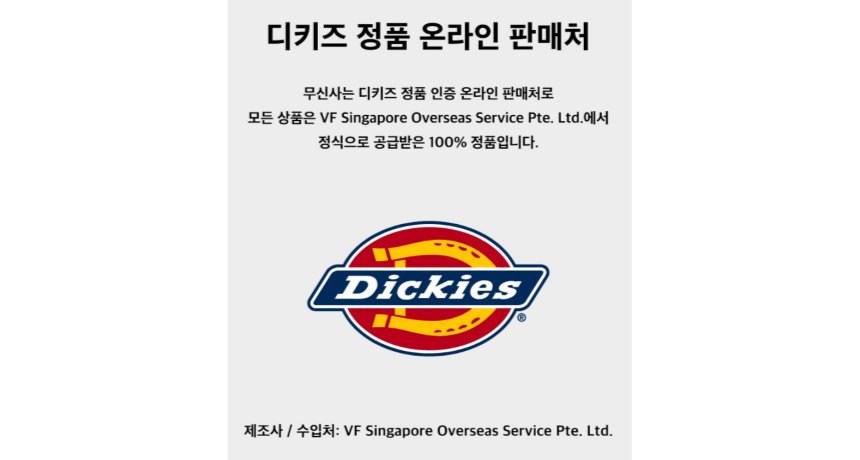 디키즈 정품 온라인 판매처
무신사는 디키즈 정품 인증 온라인 판매처로
모든 상품은 VF Singapore Overseas Service Pte. Ltd.에서
정식으로 공급받은 100% 정품입니다.
Dickies
®
제조사 / 수입처: VF Singapore Overseas Service Pte. Ltd.